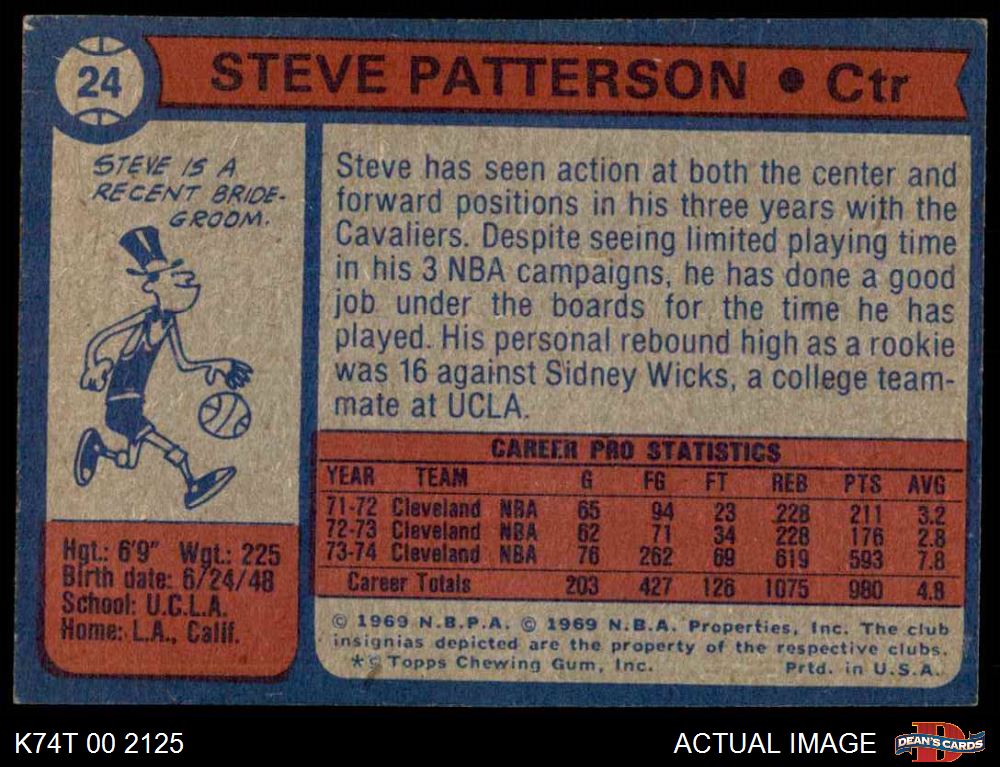 24
STEVE PATTERSON • Ctr
STEVE IS A
RECENT BRIDE-
GROOM.
Hgt.: 6'9" Wgt.: 225
Birth date: 6/24/48
School: U.C.L.A.
Home: L.A., Calif.
Steve has seen action at both the center and
forward positions in his three years with the
Cavaliers. Despite seeing limited playing time
in his 3 NBA campaigns, he has done a good
job under the boards for the time he has
played. His personal rebound high as a rookie
was 16 against Sidney Wicks, a college team-
mate at UCLA.
CAREER PRO STATISTICS
YEAR TEAM G FG FT REB PTS AVG
71-72 Cleveland NBA 65 94 23 228 211 3.2
72-73 Cleveland NBA 62 71 34 228 176 2.8
73-74 Cleveland NBA 76 262 69 619 593 7.8
Career Totals 203 427 126 1075 980 4.8
© 1969 N.B.P.A. © 1969 N.B.A. Properties, Inc. The club
insignias depicted are the property of the respective clubs.
*© Topps Chewing Gum, Inc. Prtd. in U.S.A.
K74T 00 2125
ACTUAL IMAGE
D
DEAN'S CARDS